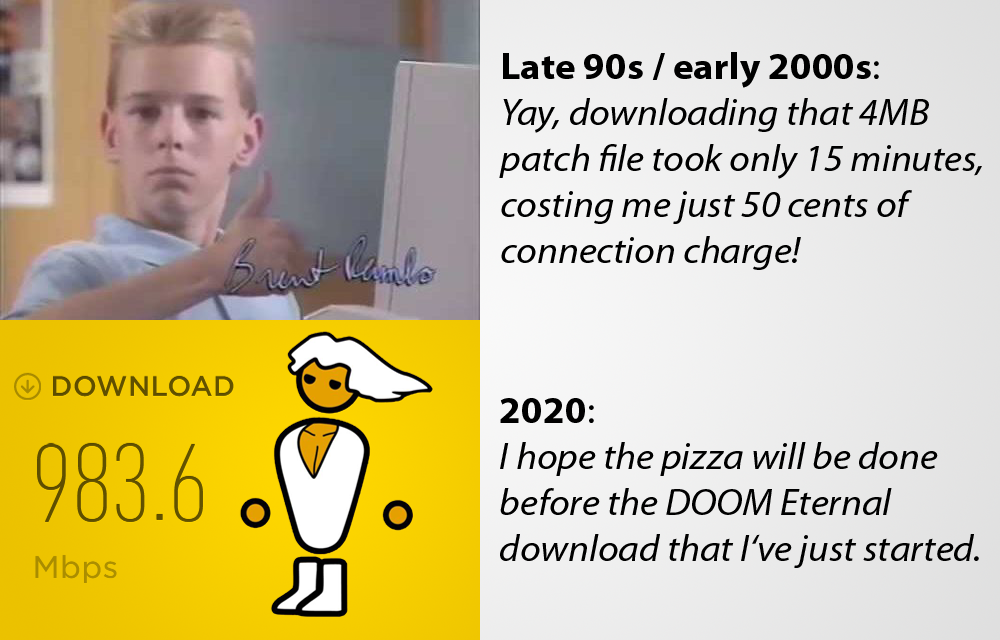 Brent Rambo
Late 90s / early 2000s:
Yay, downloading that 4MB
patch file took only 15 minutes,
costing me just 50 cents of
connection charge!
DOWNLOAD
983.6
Mbps
2020:
I hope the pizza will be done
before the DOOM Eternal
download that I‘ve just started.